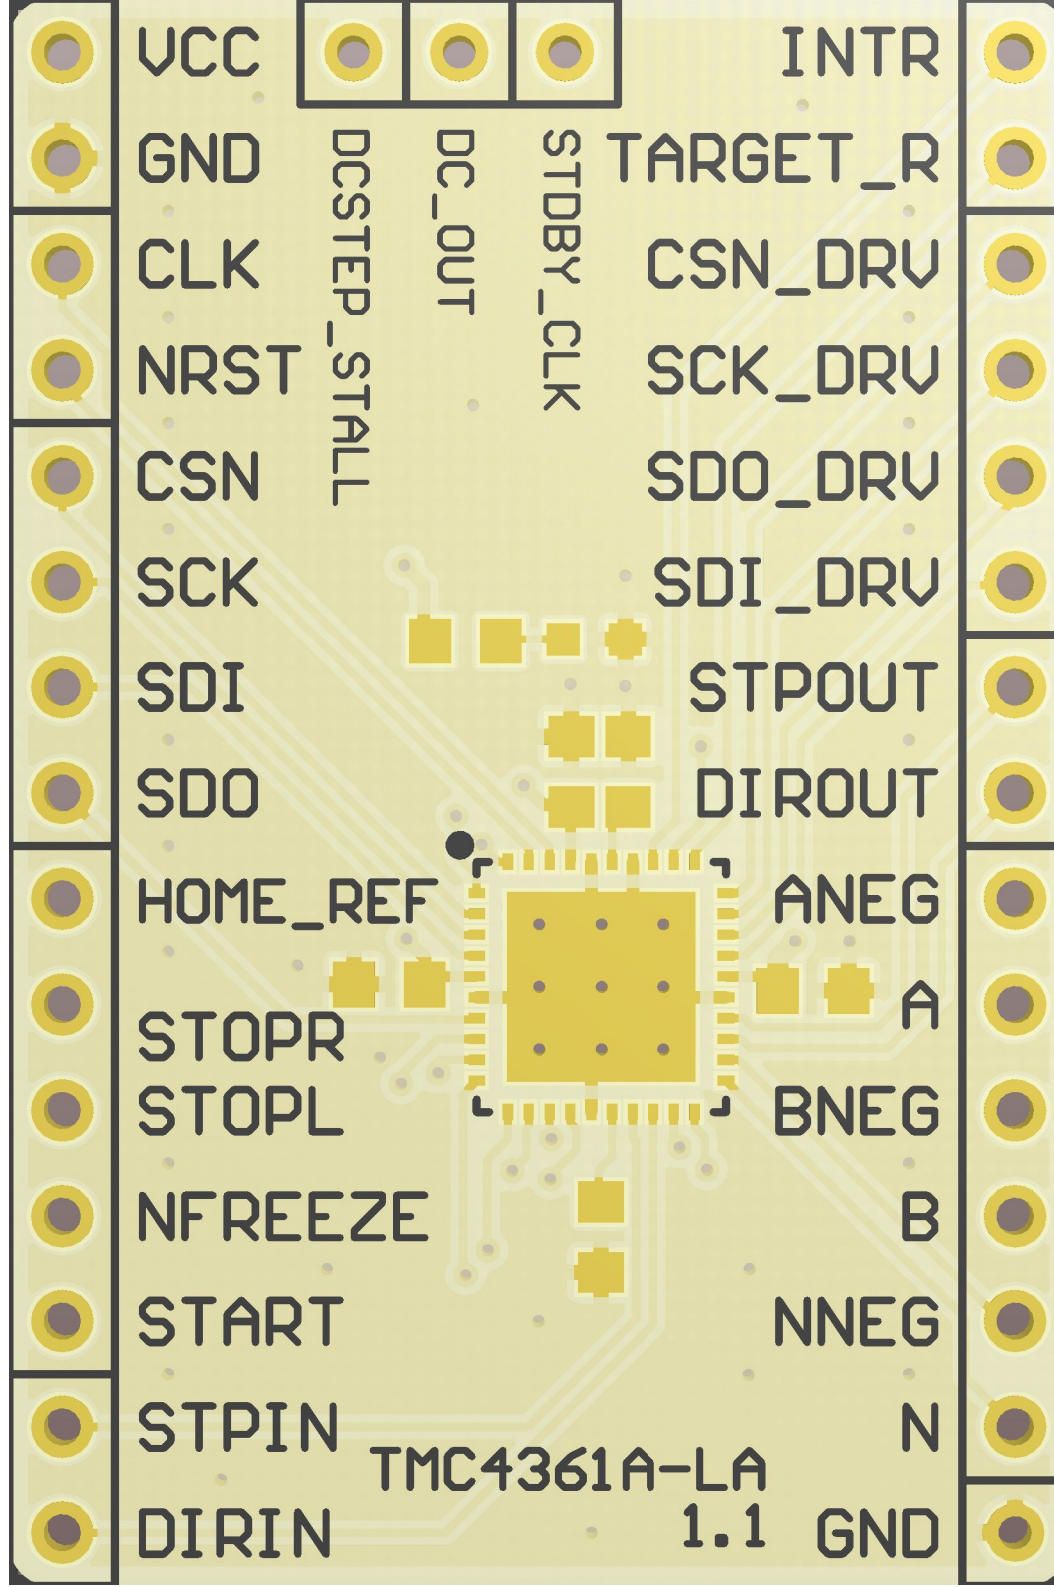 VCC
GND
CLK
NRST
CSN
SCK
SDI
SDO
HOME_REF
STOPR
STOPL
NFREEZE
START
STPIN
DIRIN
DCSTEP_STALL
DC_OUT
STDBY_CLK
INTR
TARGET_R
CSN_DRV
SCK_DRV
SDO_DRV
SDI_DRV
STPOUT
DIROUT
ANEG
A
BNEG
B
NNEG
N
GND
TMC4361A-LA
1.1